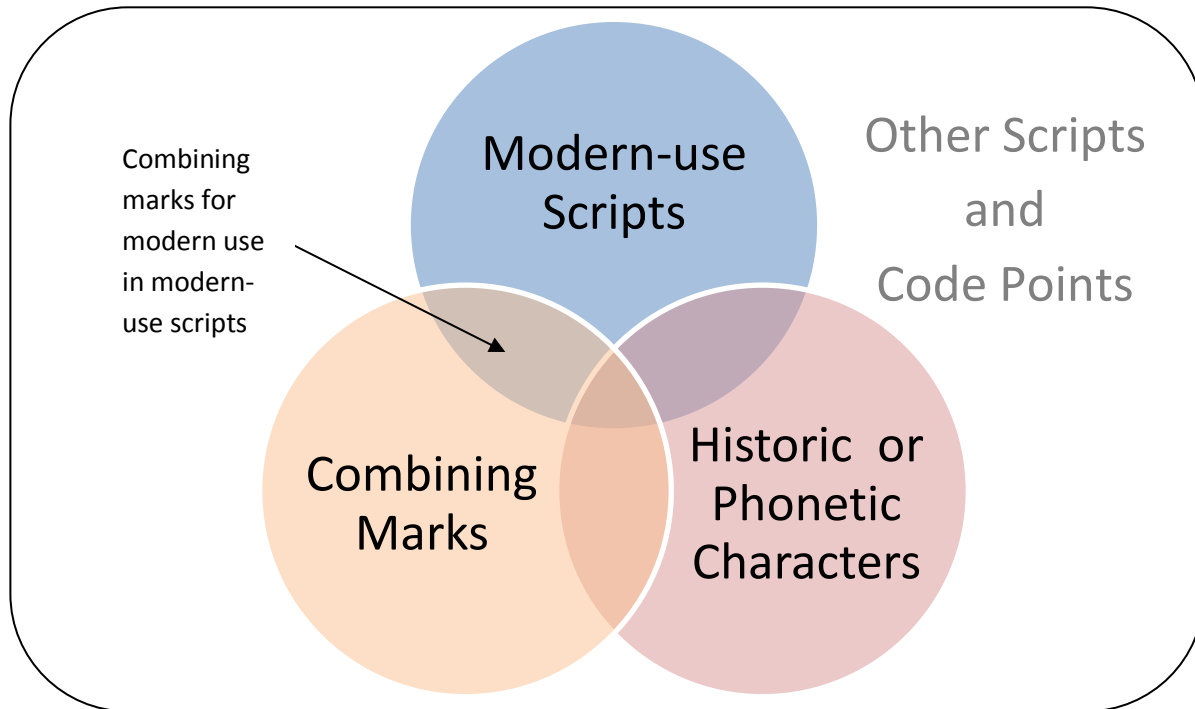 Modern-use
Scripts
Other Scripts
and
Code Points
Combining
marks for
modern use
in modern-
use scripts
Combining
Marks
Historic or
Phonetic
Characters